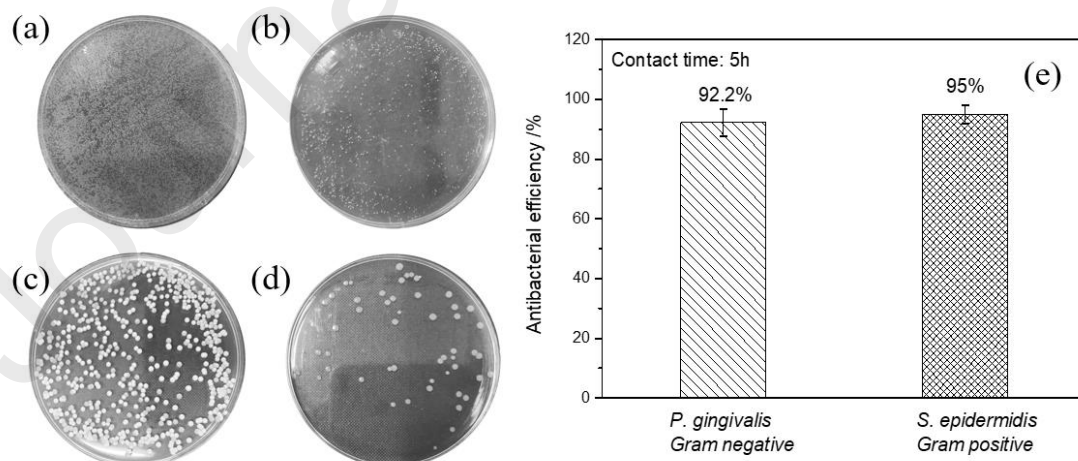 (a)
(b)
(c)
(d)
(e)
Contact time: 5h
92.2%
95%
Antibacterial efficiency /%
120
100
80
60
40
20
0
P. gingivalis
Gram negative
S. epidermidis
Gram positive